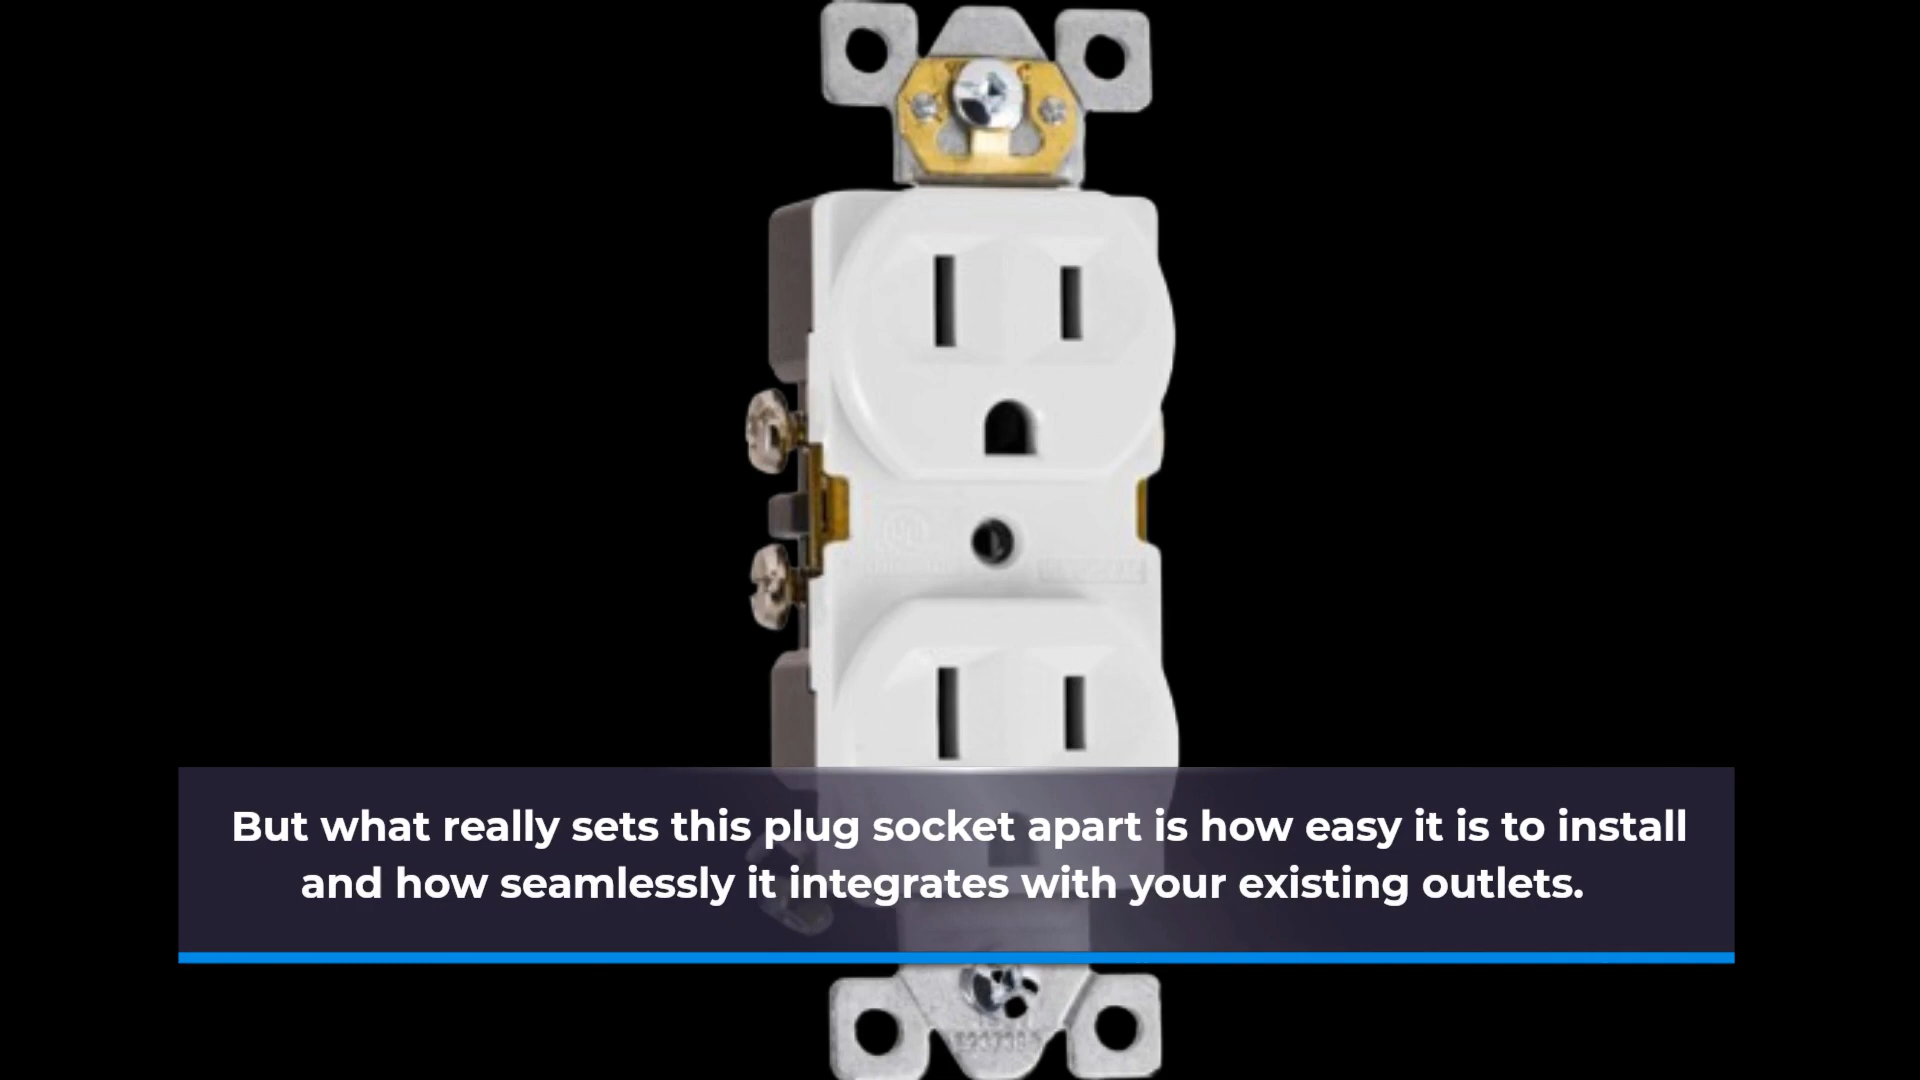 But what really sets this plug socket apart is how easy it is to install
and how seamlessly it integrates with your existing outlets.